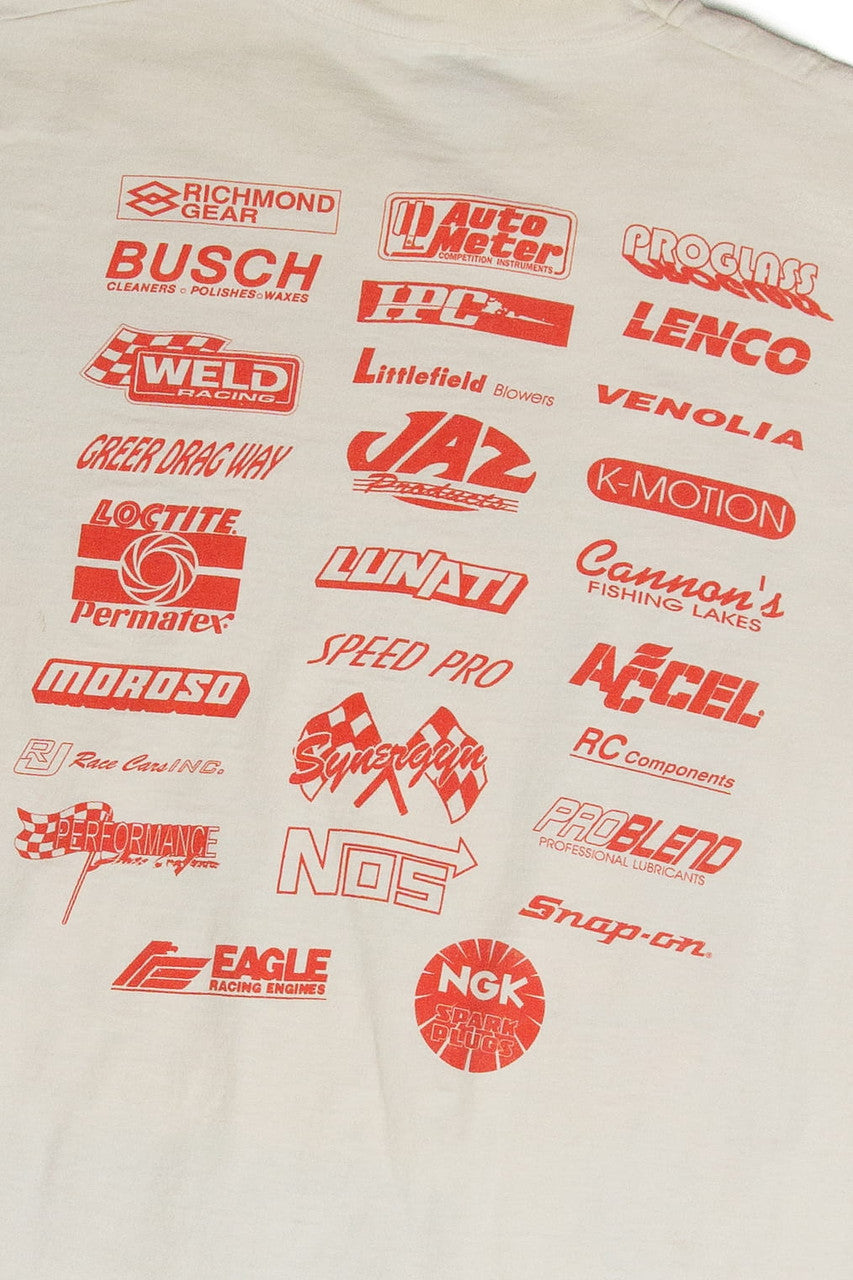 RICHMOND
GEAR
BUSCH
CLEANERS ○ POLISHES ○ WAXES
WELD
RACING
GREER DRAG WAY
LOCTITE®
Permatex®
MOROSO
RJ Race Cars INC.
PERFORMANCE
EAGLE
RACING ENGINES
Auto
Meter
COMPETITION INSTRUMENTS
HPC
Littlefield Blowers
JAZ
Products
LUNATI
SPEED PRO
Synergyn
NOS
NGK
SPARK
PLUGS
PROGLASS
LENCO
VENOLIA
K-MOTION
Cannon's
FISHING LAKES
ACCEL®
RC Components
PROBLEND
PROFESSIONAL LUBRICANTS
Snap-on®